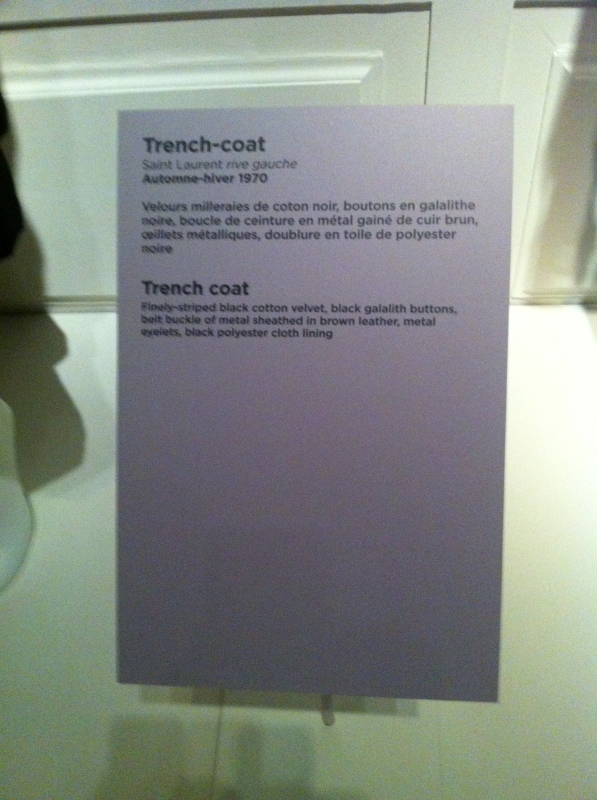 Trench-coat
Saint Laurent rive gauche
Automne-hiver 1970
Velours milleraies de coton noir, boutons en galalithe
noire, boucle de ceinture en métal gainé de cuir brun,
œillets métalliques, doublure en toile de polyester
noire
Trench coat
Finely-striped black cotton velvet, black galalith buttons,
belt buckle of metal sheathed in brown leather, metal
eyelets, black polyester cloth lining